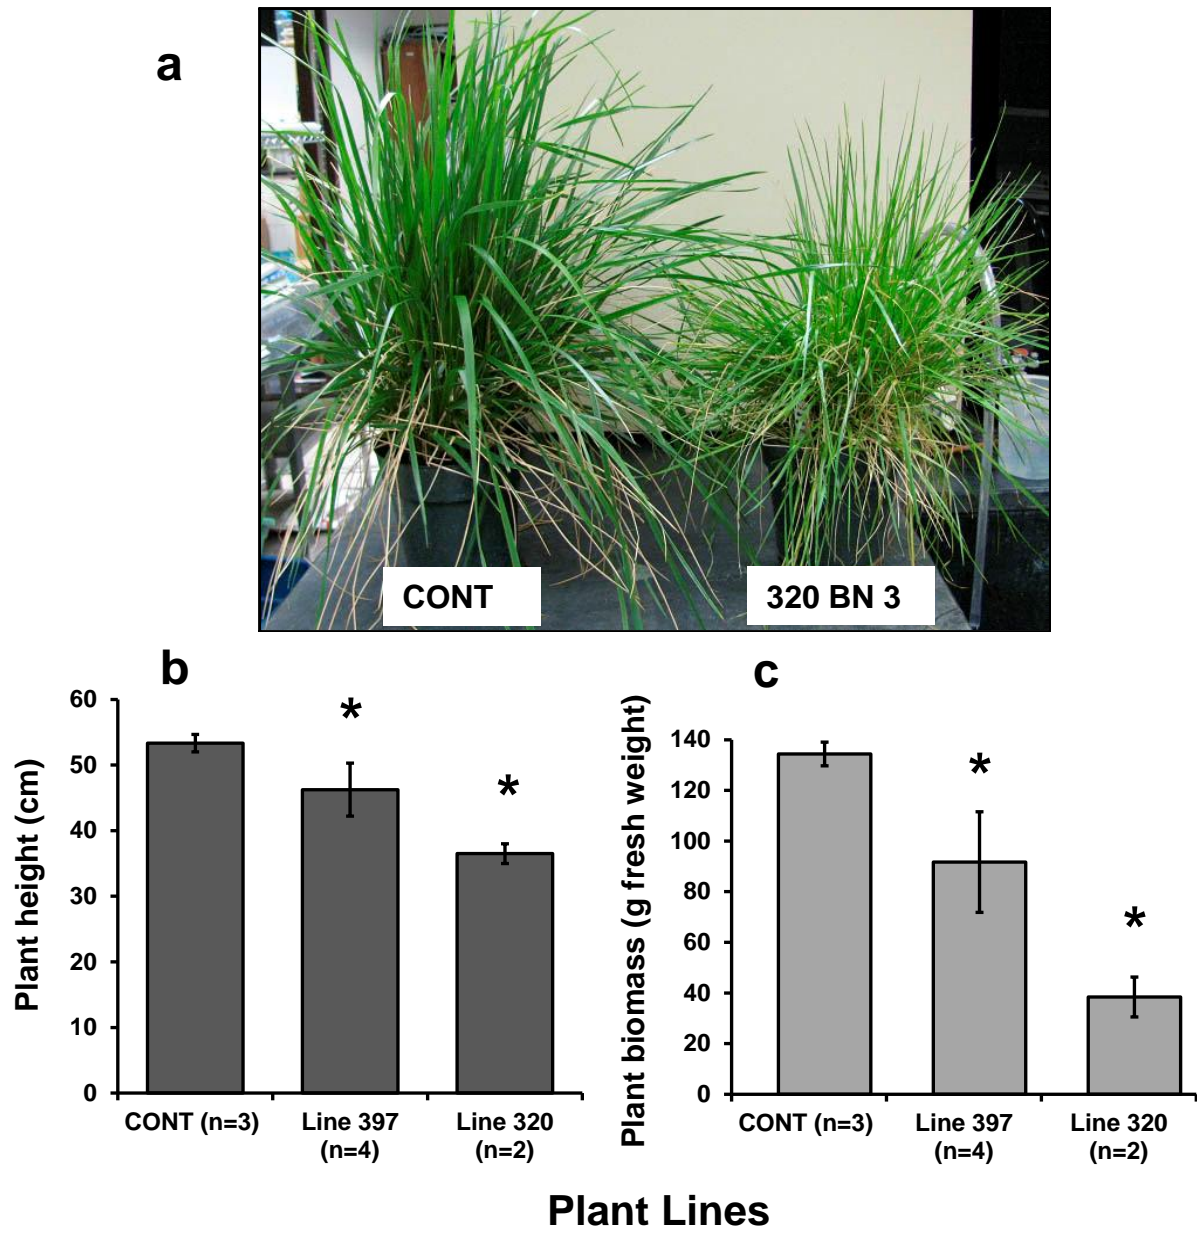 a
CONT
320 BN 3
b
Plant height (cm)
60
50
40
30
20
10
0
*
*
CONT (n=3)
Line 397
(n=4)
Line 320
(n=2)
c
Plant biomass (g fresh weight)
140
120
100
80
60
40
20
0
*
*
CONT (n=3)
Line 397
(n=4)
Line 320
(n=2)
Plant Lines